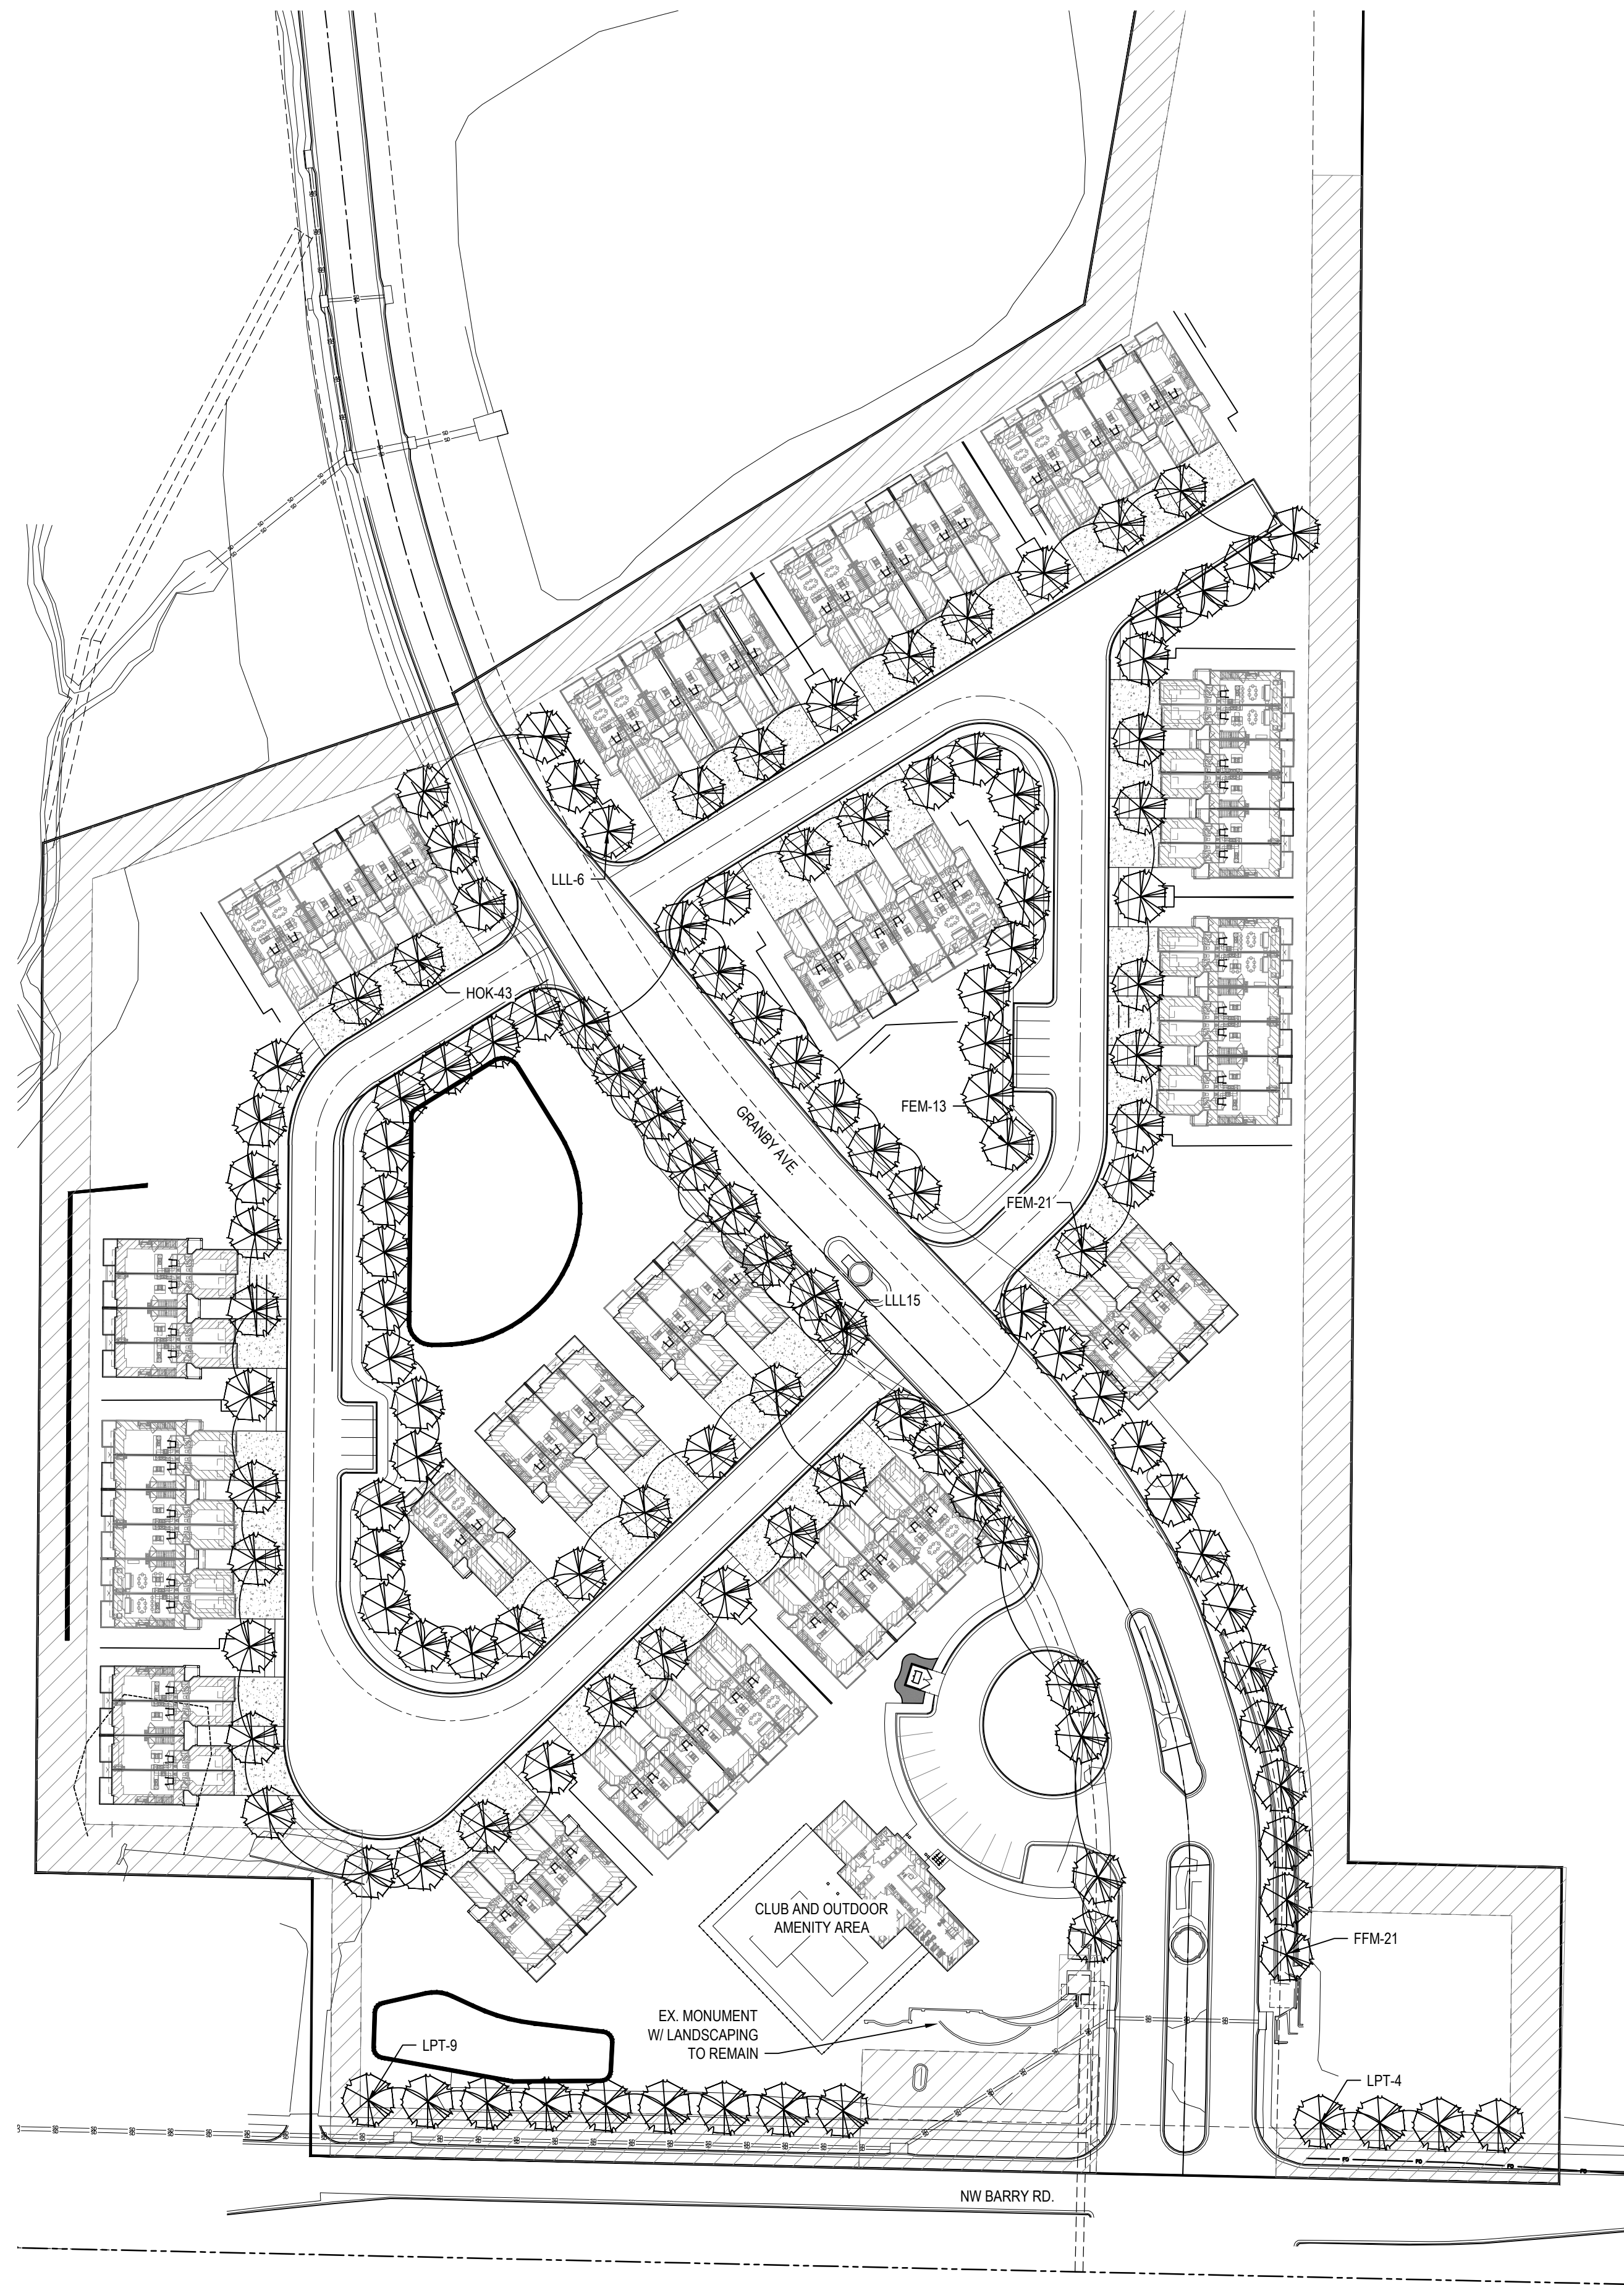 LLL-6
HOK-43
FEM-13
GRANBY AVE.
FEM-21
LLL15
CLUB AND OUTDOOR
AMENITY AREA
FFM-21
EX. MONUMENT
W/ LANDSCAPING
TO REMAIN
LPT-9
LPT-4
NW BARRY RD.